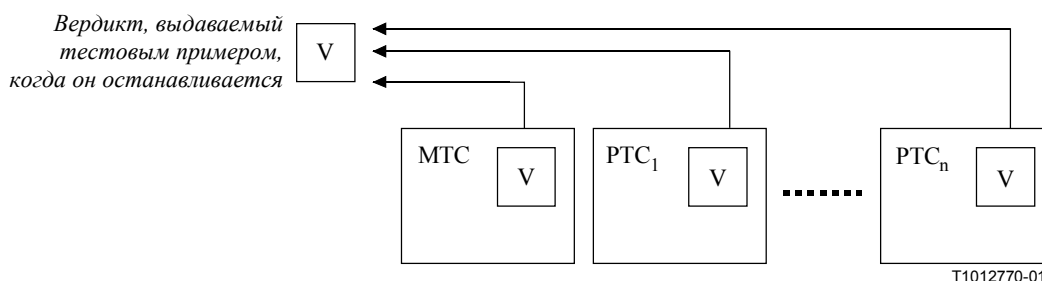 Вердикт, выдаваемый
тестовым примером,
когда он останавливается
V
MTC
V
PTC1
V
PTCn
V
T1012770-01